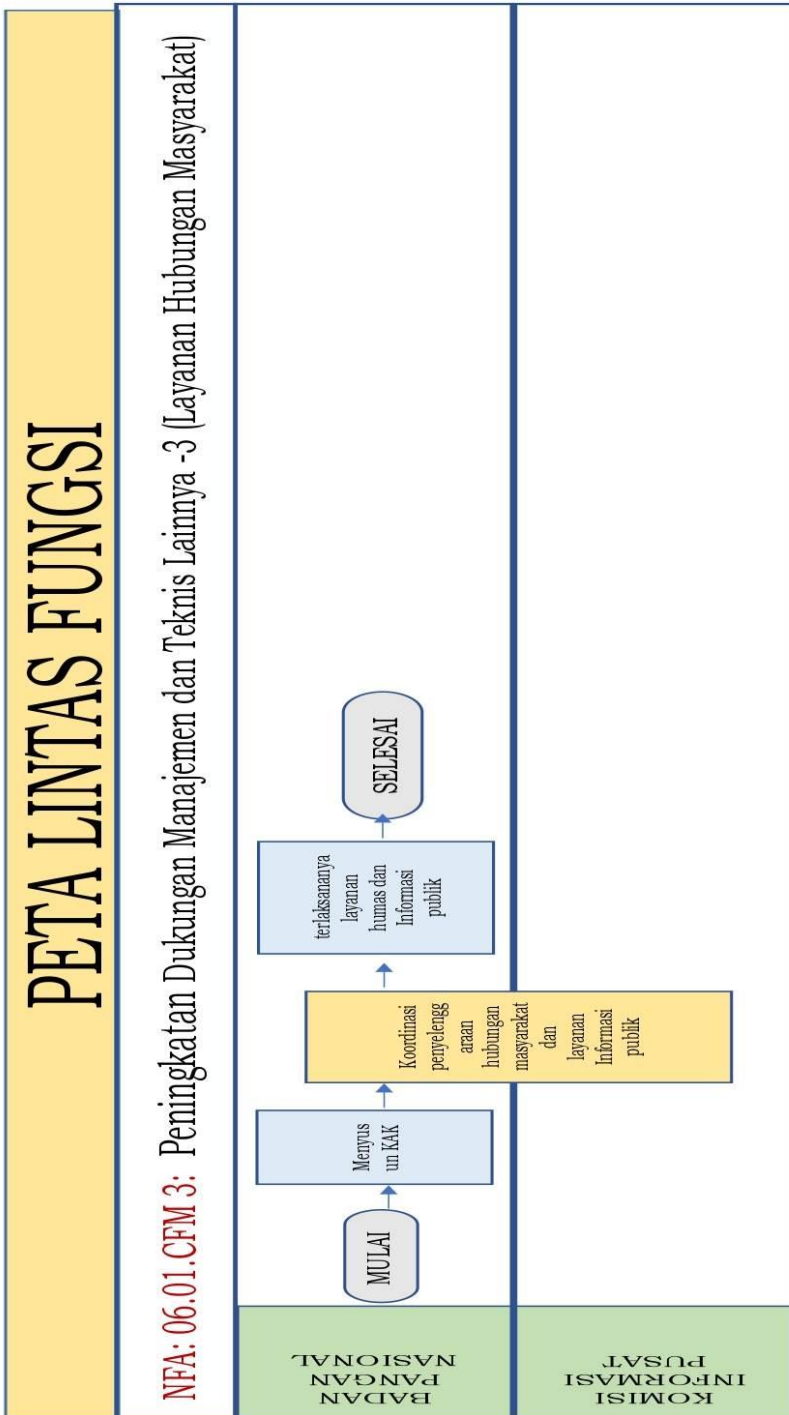 PETA LINTAS FUNGSI
NFA: 06.01.CFM 3: Peningkatan Dukungan Manajemen dan Teknis Lainnya -3 (Layanan Hubungan Masyarakat)
BADAN
PANGAN
NASIONAL
MULAI
Menyus
un KAK
Koordinasi
penyelengg
araan
hubungan
masyarakat
dan
layanan
Informasi
publik
terlaksananya
layanan
humas dan
Informasi
publik
SELESAI
KOMISI
INFORMASI
PUSAT